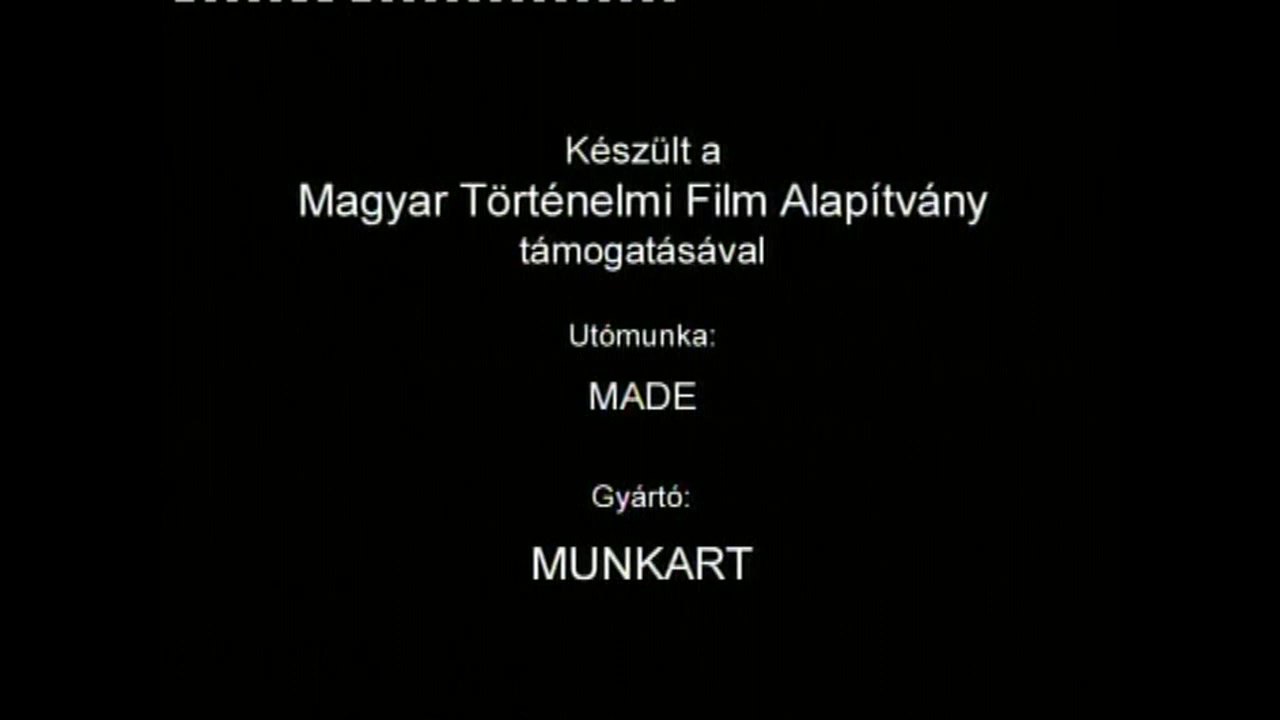 Készült a
Magyar Történelmi Film Alapítvány
támogatásával
Utómunka:
MADE
Gyártó:
MUNKART